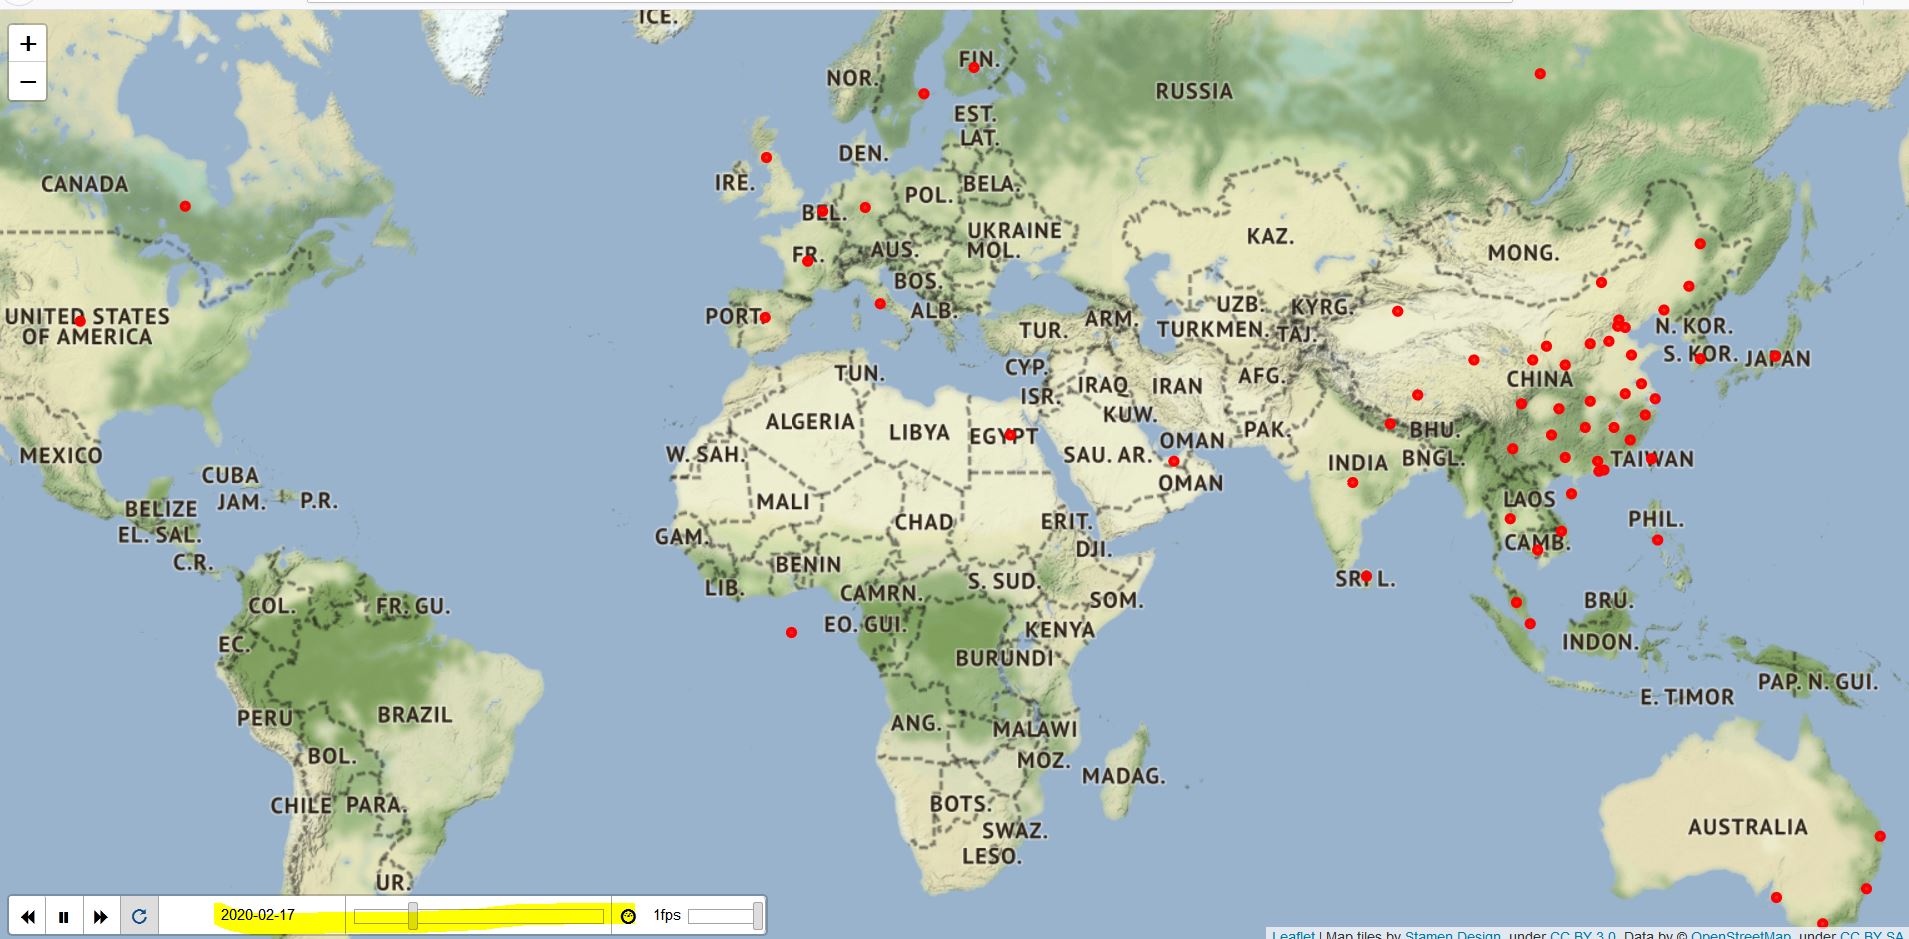 +
−
ICE.
FIN.
NOR.
RUSSIA
EST.
LAT.
DEN.
CANADA
IRE.
POL.
BELA.
BEL.
UKRAINE
MOL.
KAZ.
FR.
AUS.
MONG.
BOS.
UNITED STATES
OF AMERICA
PORT.
ALB.
TUR.
ARM.
UZB.
KYRG.
TURKMEN.
TAJ.
N. KOR.
S. KOR.
JAPAN
TUN.
CYP.
ISR.
IRAQ
IRAN
AFG.
CHINA
KUW.
ALGERIA
LIBYA
EGYPT
OMAN
PAK.
BHU.
MEXICO
W. SAH.
SAU. AR.
INDIA
BNGL.
TAIWAN
CUBA
JAM.
P.R.
OMAN
BELIZE
EL. SAL.
MALI
CHAD
ERIT.
LAOS
PHIL.
GAM.
DJI.
CAMB.
C.R.
BENIN
LIB.
CAMRN.
S. SUD.
SOM.
SRI L.
BRU.
COL.
FR. GU.
EO. GUI.
KENYA
INDON.
EC.
BURUNDI
PERU
BRAZIL
ANG.
MALAWI
E. TIMOR
PAP. N. GUI.
BOL.
MOZ.
MADAG.
CHILE
PARA.
BOTS.
SWAZ.
LESO.
AUSTRALIA
UR.
2020-02-17
1fps
Leaflet | Map tiles by Stamen Design, under CC BY 3.0. Data by © OpenStreetMap, under CC BY SA